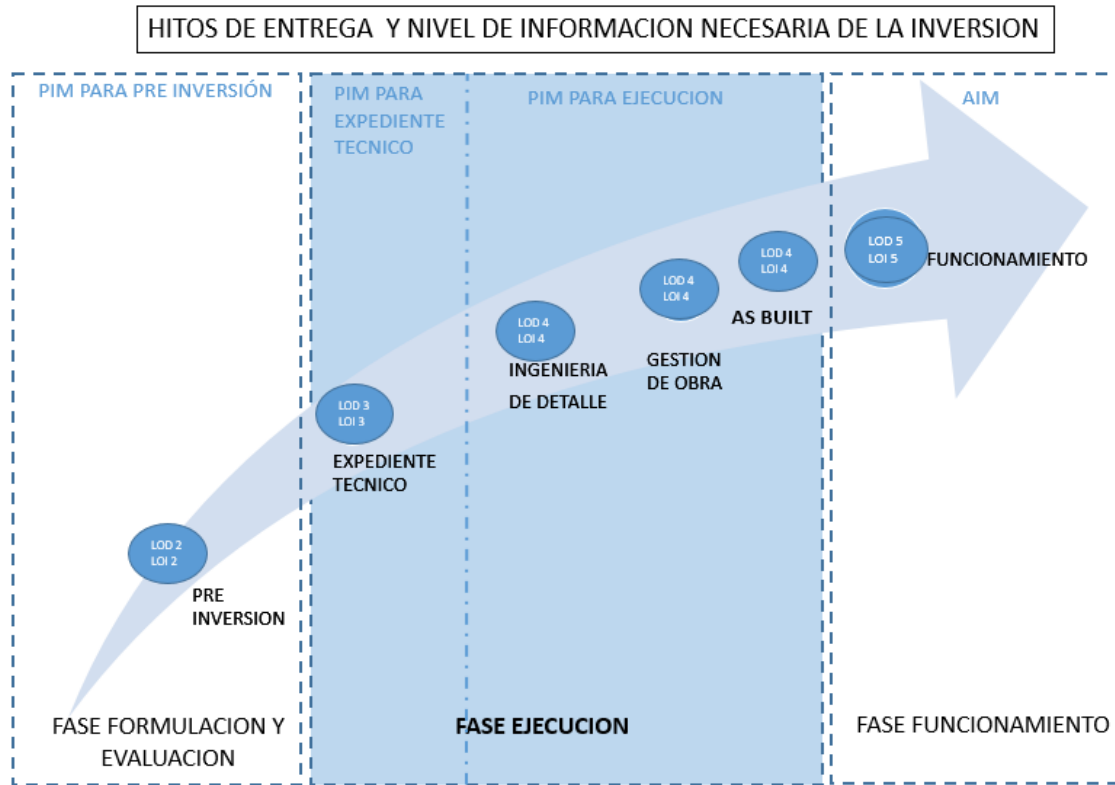 HITOS DE ENTREGA Y NIVEL DE INFORMACION NECESARIA DE LA INVERSION
PIM PARA PRE INVERSIÓN
PIM PARA
EXPEDIENTE
TECNICO
PIM PARA EJECUCION
AIM
LOD 5
LOI 5
FUNCIONAMIENTO
LOD 4
LOI 4
AS BUILT
LOD 4
LOI 4
GESTION
DE OBRA
LOD 4
LOI 4
INGENIERIA
DE DETALLE
LOD 3
LOI 3
EXPEDIENTE
TECNICO
LOD 2
LOI 2
PRE
INVERSION
FASE FORMULACION Y
EVALUACION
FASE EJECUCION
FASE FUNCIONAMIENTO